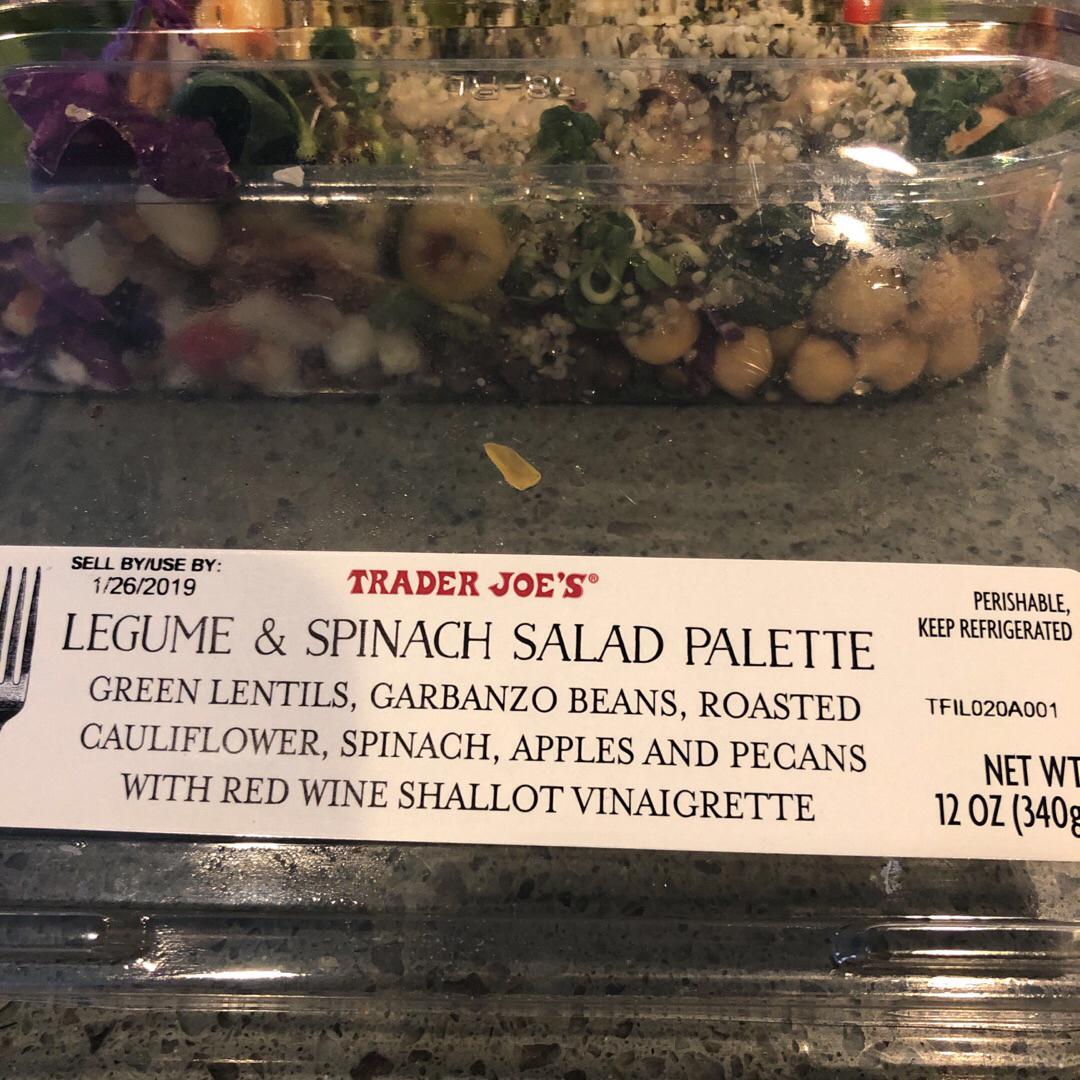 SELL BY/USE BY:
1/26/2019
TRADER JOE'S®
LEGUME & SPINACH SALAD PALETTE
GREEN LENTILS, GARBANZO BEANS, ROASTED
CAULIFLOWER, SPINACH, APPLES AND PECANS
WITH RED WINE SHALLOT VINAIGRETTE
PERISHABLE,
KEEP REFRIGERATED
TFIL020A001
NET WT
12 OZ (340g